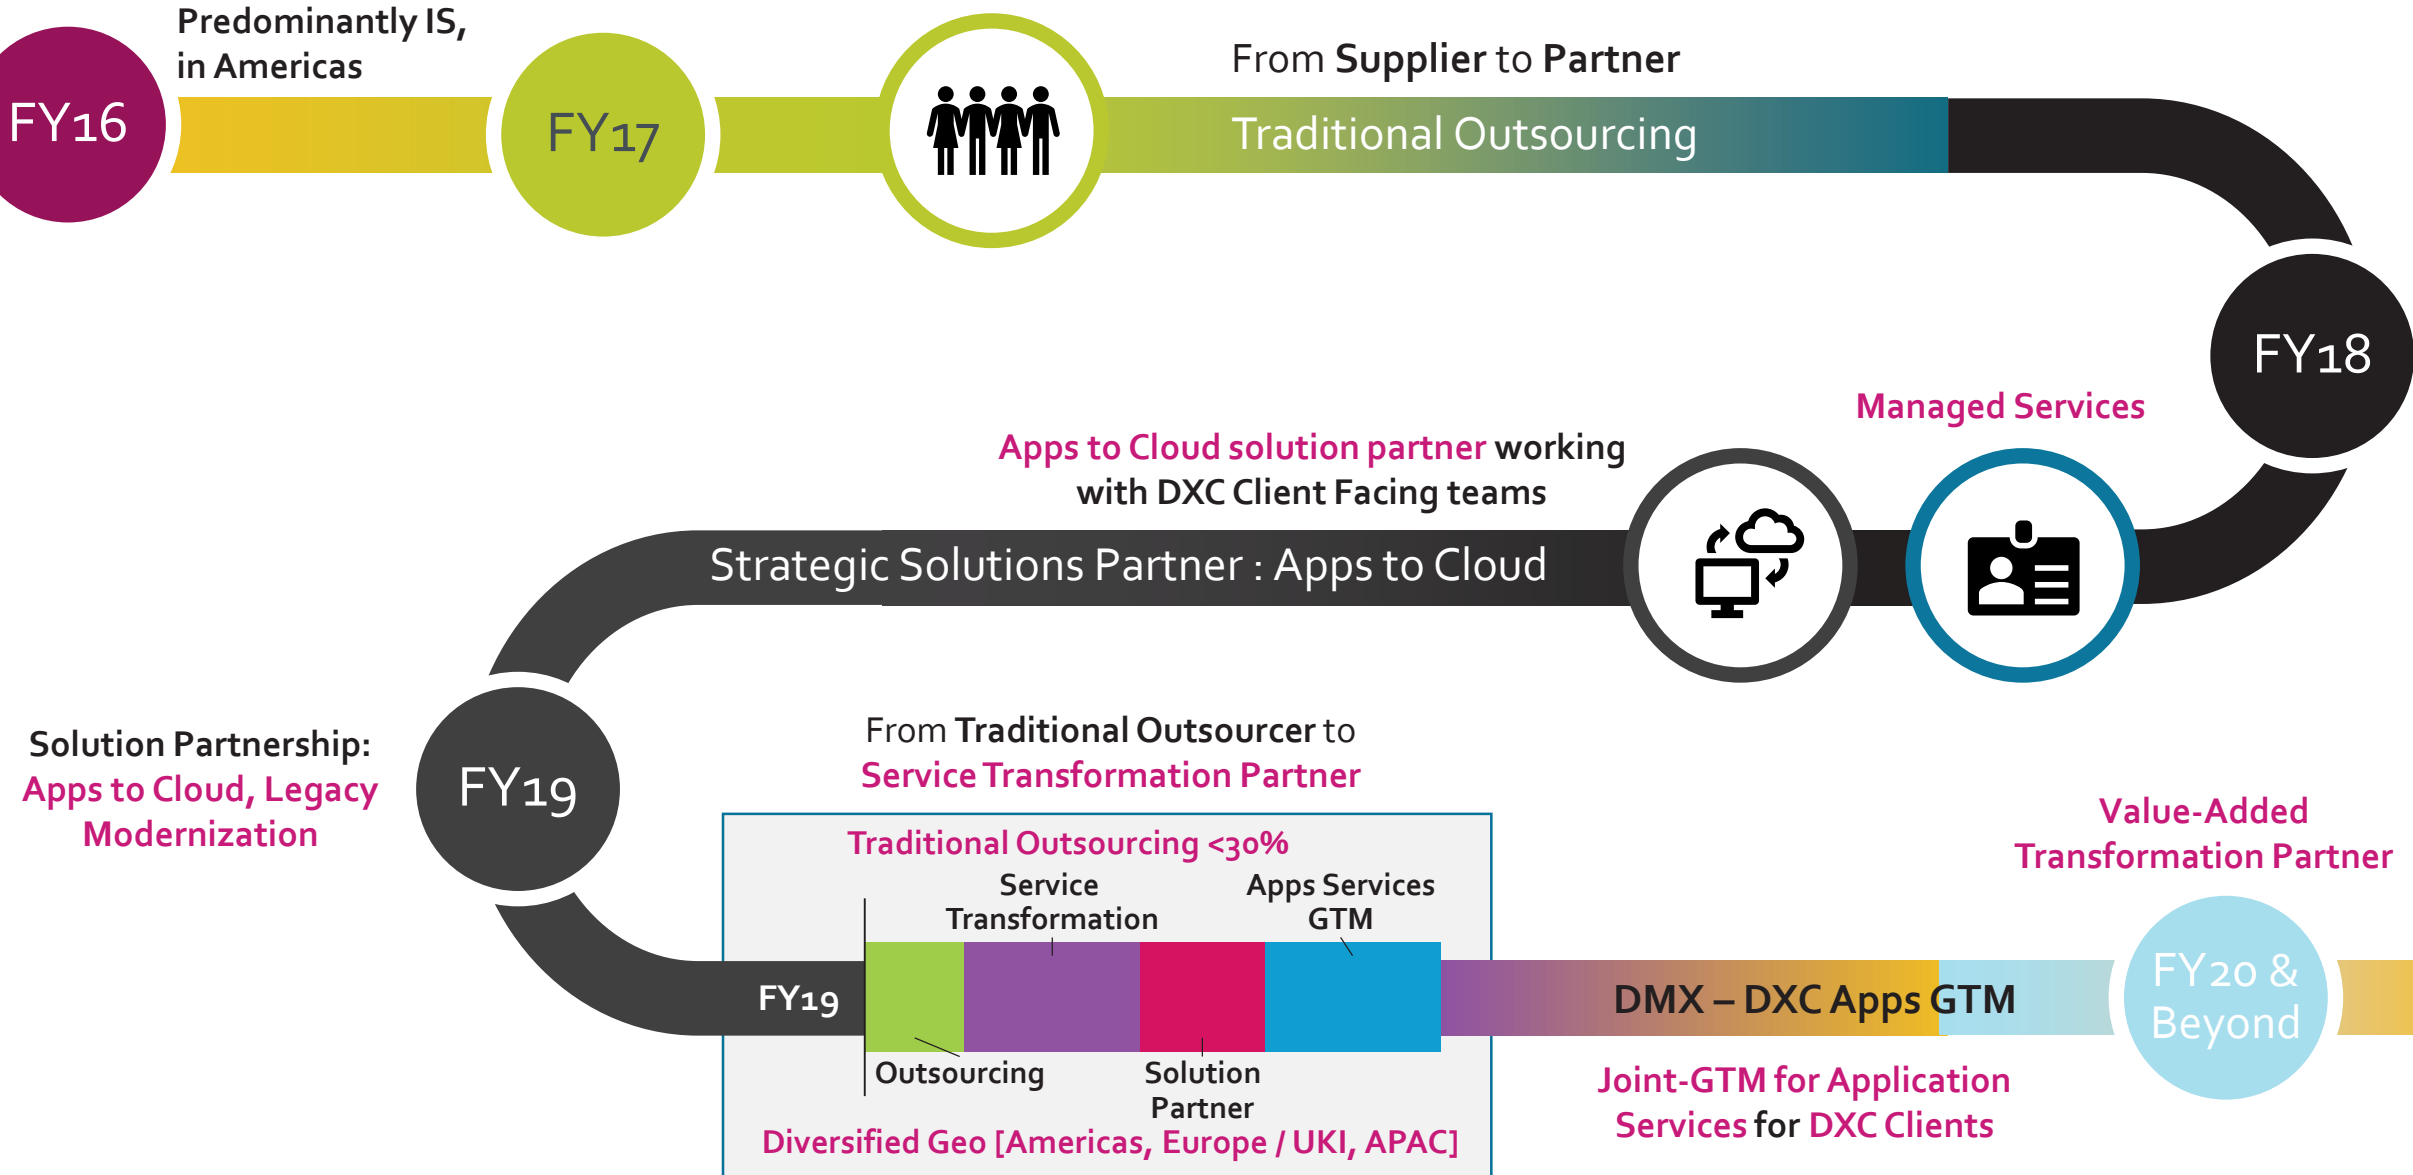 Predominantly IS,
in Americas
FY16
FY17
From Supplier to Partner
Traditional Outsourcing
FY18
Managed Services
Apps to Cloud solution partner working
with DXC Client Facing teams
Strategic Solutions Partner : Apps to Cloud
FY19
Solution Partnership:
Apps to Cloud, Legacy
Modernization
From Traditional Outsourcer to
Service Transformation Partner
Traditional Outsourcing <30%
Service
Transformation
Apps Services
GTM
FY19
Outsourcing
Solution
Partner
Diversified Geo [Americas, Europe / UKI, APAC]
DMX – DXC Apps GTM
Joint-GTM for Application
Services for DXC Clients
Value-Added
Transformation Partner
FY20 &
Beyond